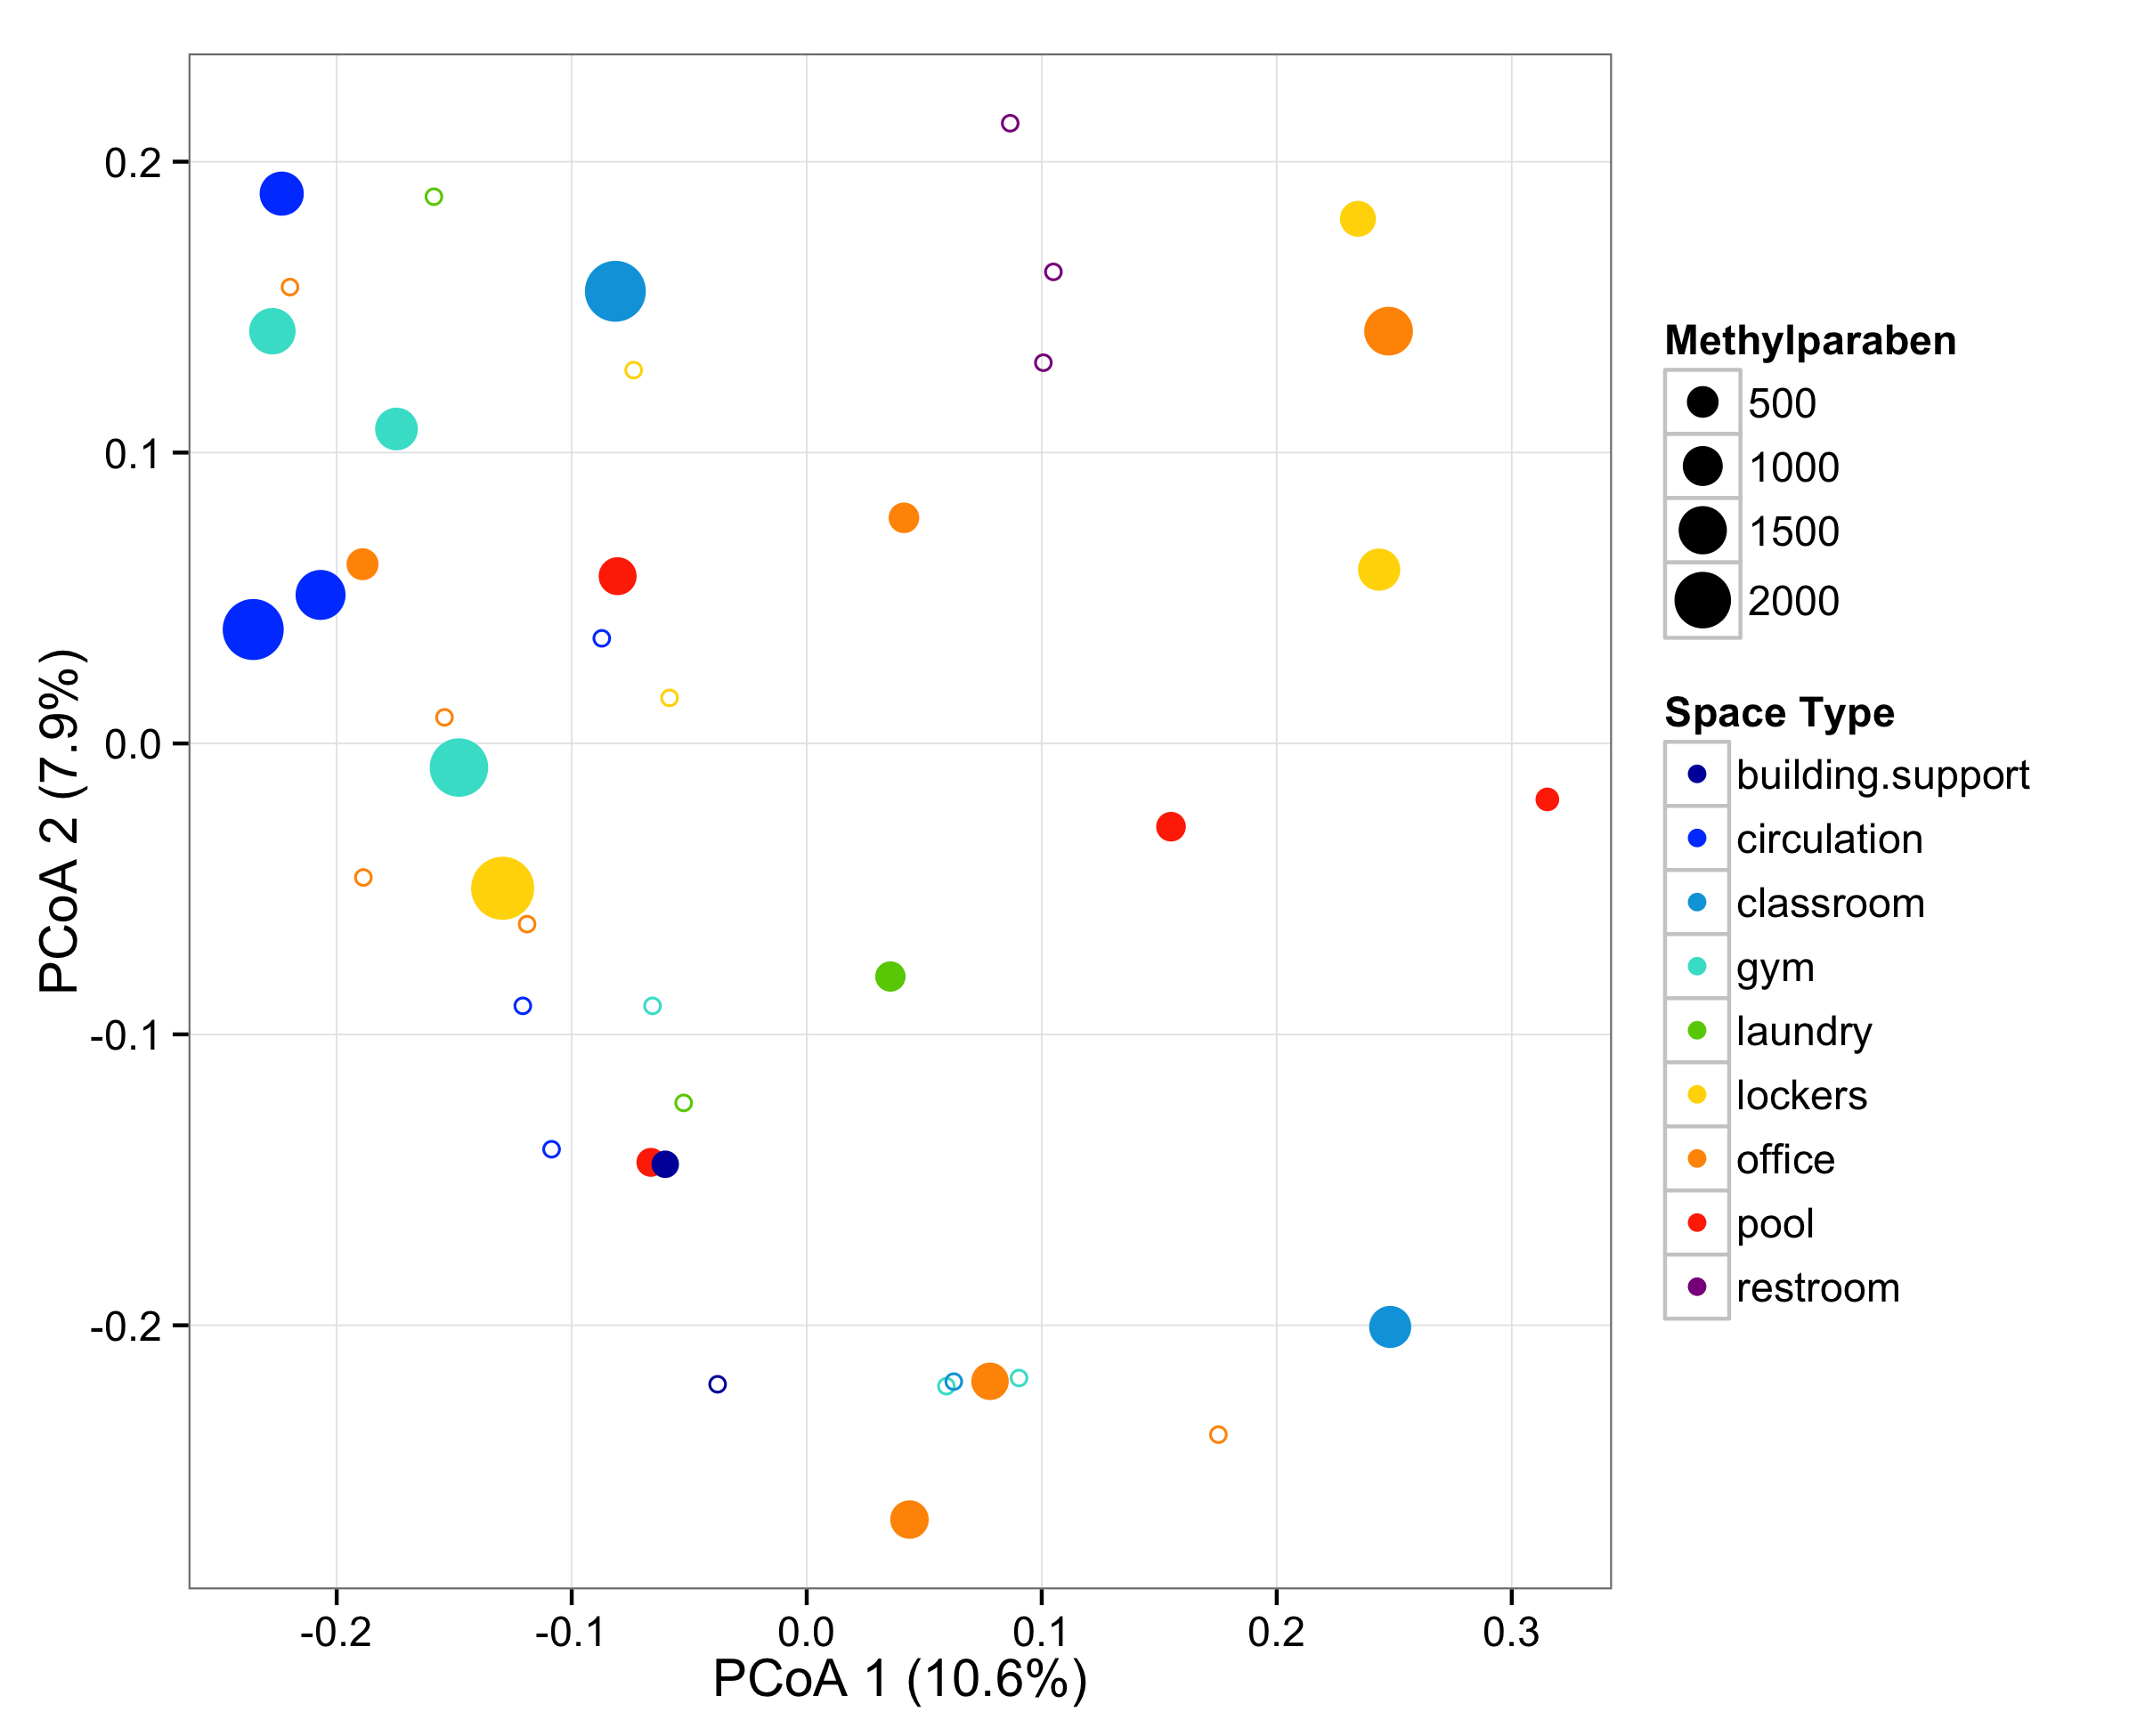 0.2
0.1
0.0
-0.1
-0.2
PCoA 2 (7.9%)
-0.2 -0.1 0.0 0.1 0.2 0.3
PCoA 1 (10.6%)
Methylparaben
500
1000
1500
2000
Space Type
building.support
circulation
classroom
gym
laundry
lockers
office
pool
restroom